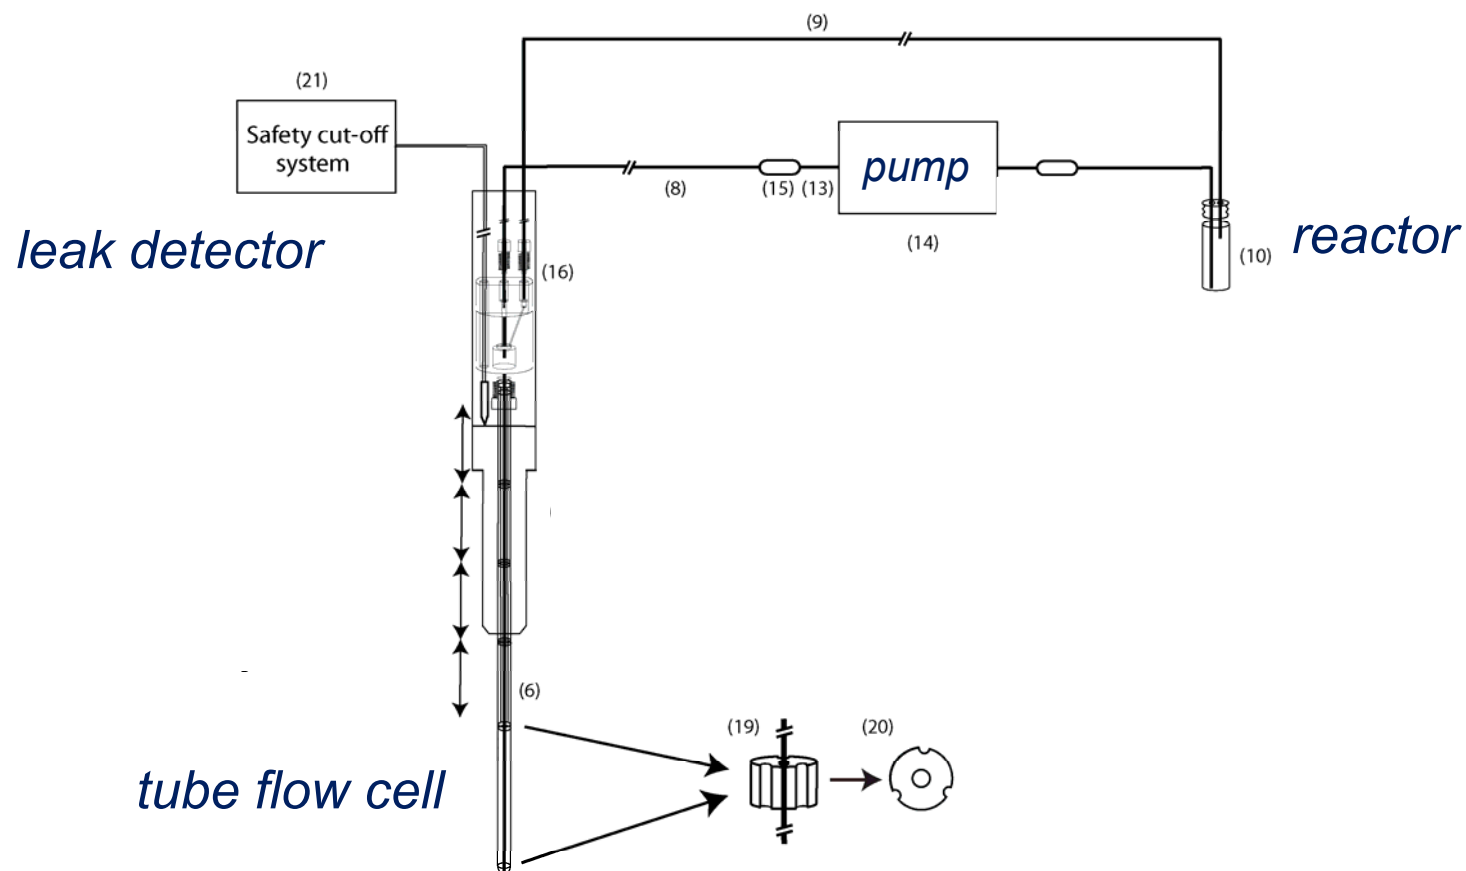 (9)
(21)
Safety cut-off
system
pump
(8)
(15)
(13)
(14)
leak detector
reactor
(10)
(16)
(6)
(19)
(20)
tube flow cell